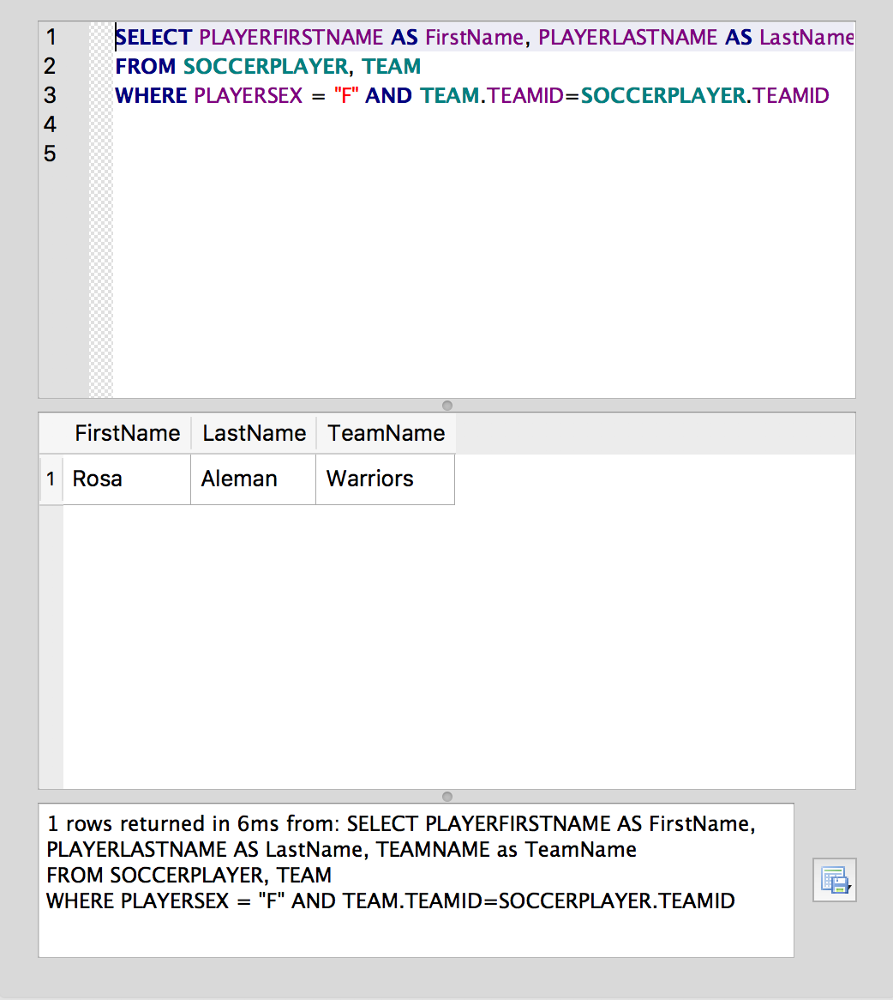 1 SELECT PLAYERFIRSTNAME AS FirstName, PLAYERLASTNAME AS LastName
2 FROM SOCCERPLAYER, TEAM
3 WHERE PLAYERSEX = "F" AND TEAM.TEAMID=SOCCERPLAYER.TEAMID
4
5
FirstName LastName TeamName
1 Rosa Aleman Warriors
1 rows returned in 6ms from: SELECT PLAYERFIRSTNAME AS FirstName,
PLAYERLASTNAME AS LastName, TEAMNAME as TeamName
FROM SOCCERPLAYER, TEAM
WHERE PLAYERSEX = "F" AND TEAM.TEAMID=SOCCERPLAYER.TEAMID